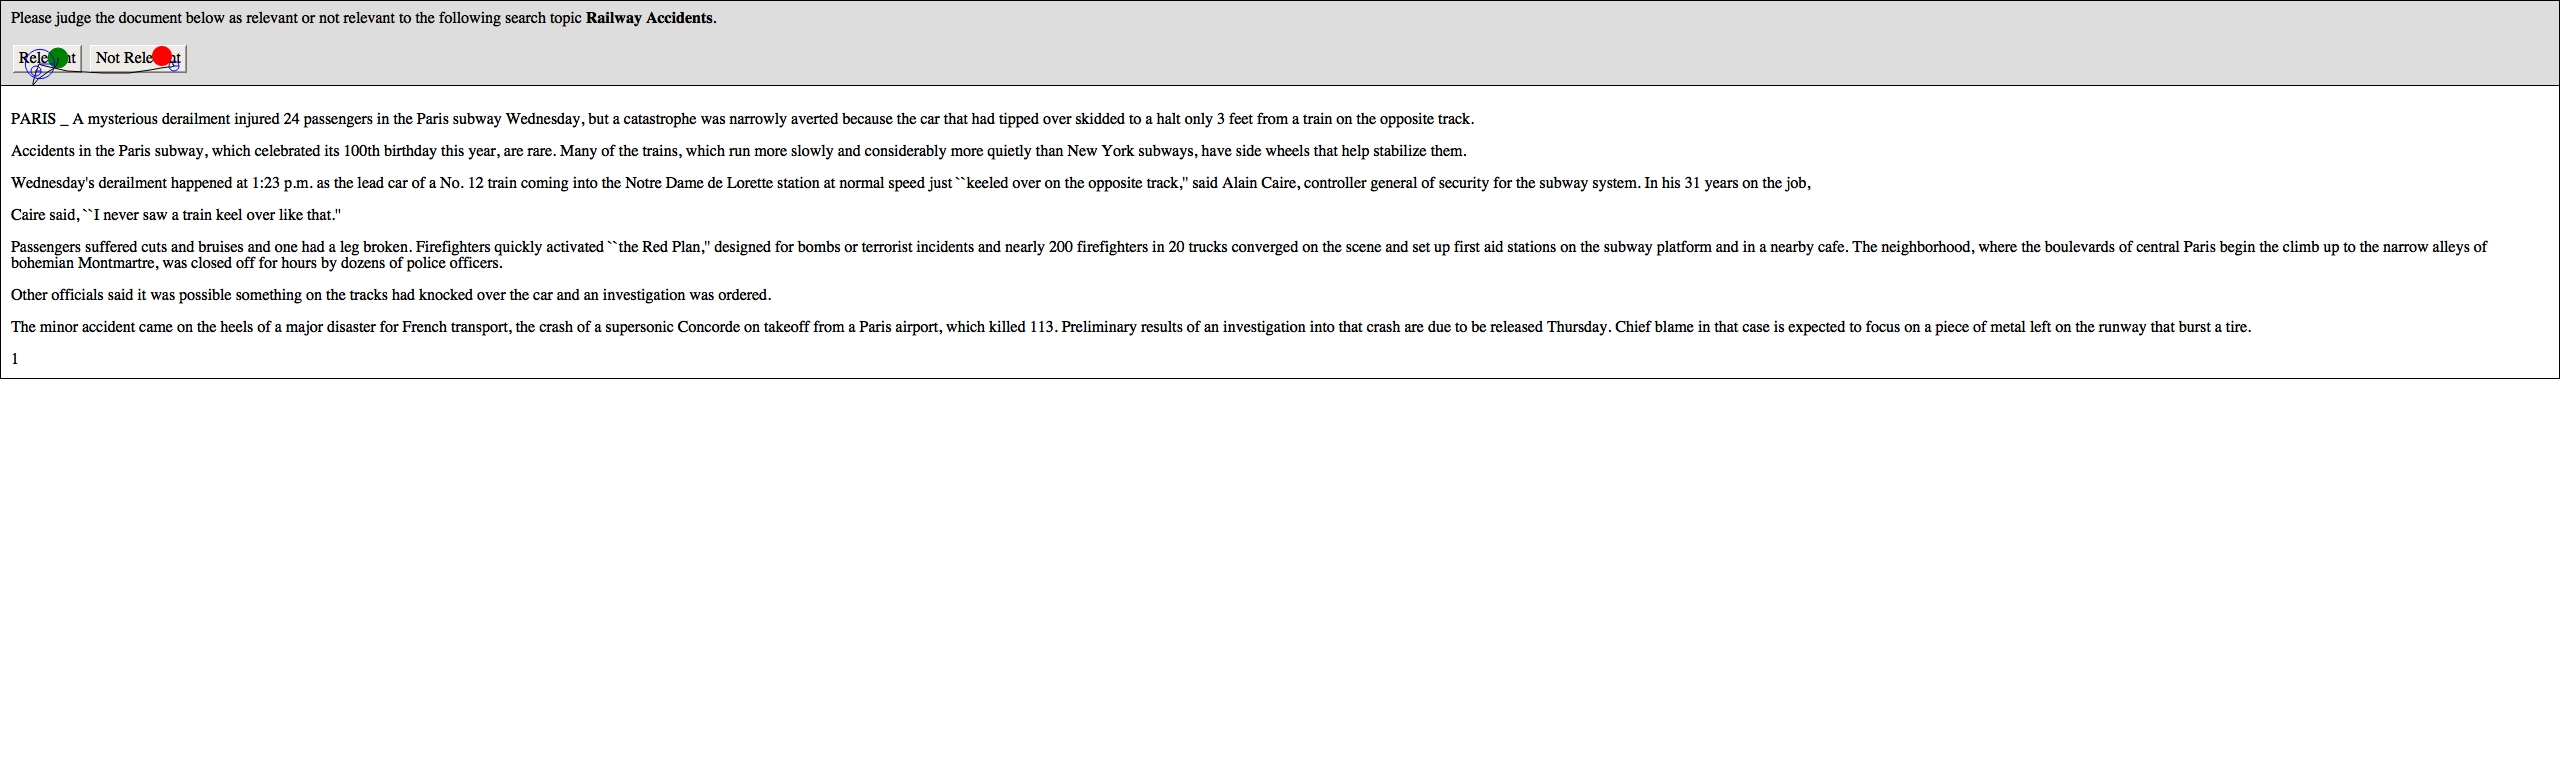 Please judge the document below as relevant or not relevant to the following search topic Railway Accidents.
PARIS _ A mysterious derailment injured 24 passengers in the Paris subway Wednesday, but a catastrophe was narrowly averted because the car that had tipped over skidded to a halt only 3 feet from a train on the opposite track.
Accidents in the Paris subway, which celebrated its 100th birthday this year, are rare. Many of the trains, which run more slowly and considerably more quietly than New York subways, have side wheels that help stabilize them.
Wednesday's derailment happened at 1:23 p.m. as the lead car of a No. 12 train coming into the Notre Dame de Lorette station at normal speed just ``keeled over on the opposite track,'' said Alain Caire, controller general of security for the subway system. In his 31 years on the job,
Caire said, ``I never saw a train keel over like that.''
Passengers suffered cuts and bruises and one had a leg broken. Firefighters quickly activated ``the Red Plan,'' designed for bombs or terrorist incidents and nearly 200 firefighters in 20 trucks converged on the scene and set up first aid stations on the subway platform and in a nearby cafe. The neighborhood, where the boulevards of central Paris begin the climb up to the narrow alleys of
bohemian Montmartre, was closed off for hours by dozens of police officers.
Other officials said it was possible something on the tracks had knocked over the car and an investigation was ordered.
The minor accident came on the heels of a major disaster for French transport, the crash of a supersonic Concorde on takeoff from a Paris airport, which killed 113. Preliminary results of an investigation into that crash are due to be released Thursday. Chief blame in that case is expected to focus on a piece of metal left on the runway that burst a tire.
1